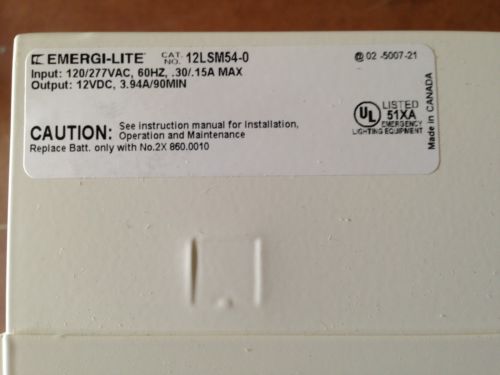 EMERGI-LITE® CAT. NO. 12LSM54-0
Input: 120/277VAC, 60HZ, .30/.15A MAX
Output: 12VDC, 3.94A/90MIN
02 -5007-21
CAUTION: See instruction manual for Installation,
Operation and Maintenance
Replace Batt. only with No.2X 860.0010
UL LISTED
51XA
EMERGENCY
LIGHTING EQUIPMENT
Made in CANADA